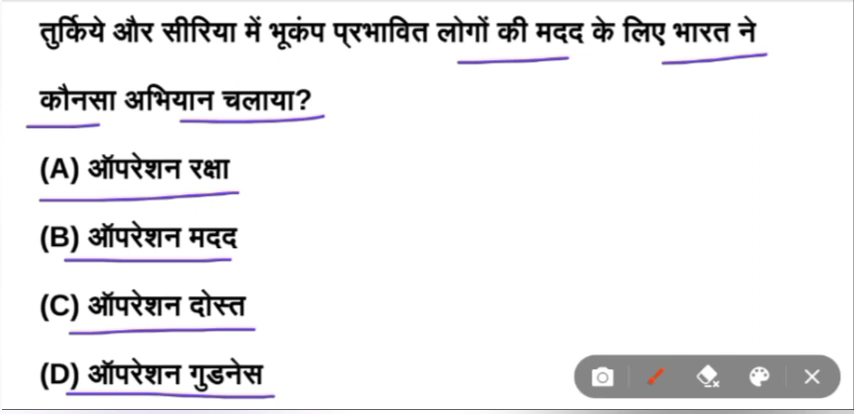 तुर्किये और सीरिया में भूकंप प्रभावित लोगों की मदद के लिए भारत ने
कौनसा अभियान चलाया?
(A) ऑपरेशन रक्षा
(B) ऑपरेशन मदद
(C) ऑपरेशन दोस्त
(D) ऑपरेशन गुडनेस